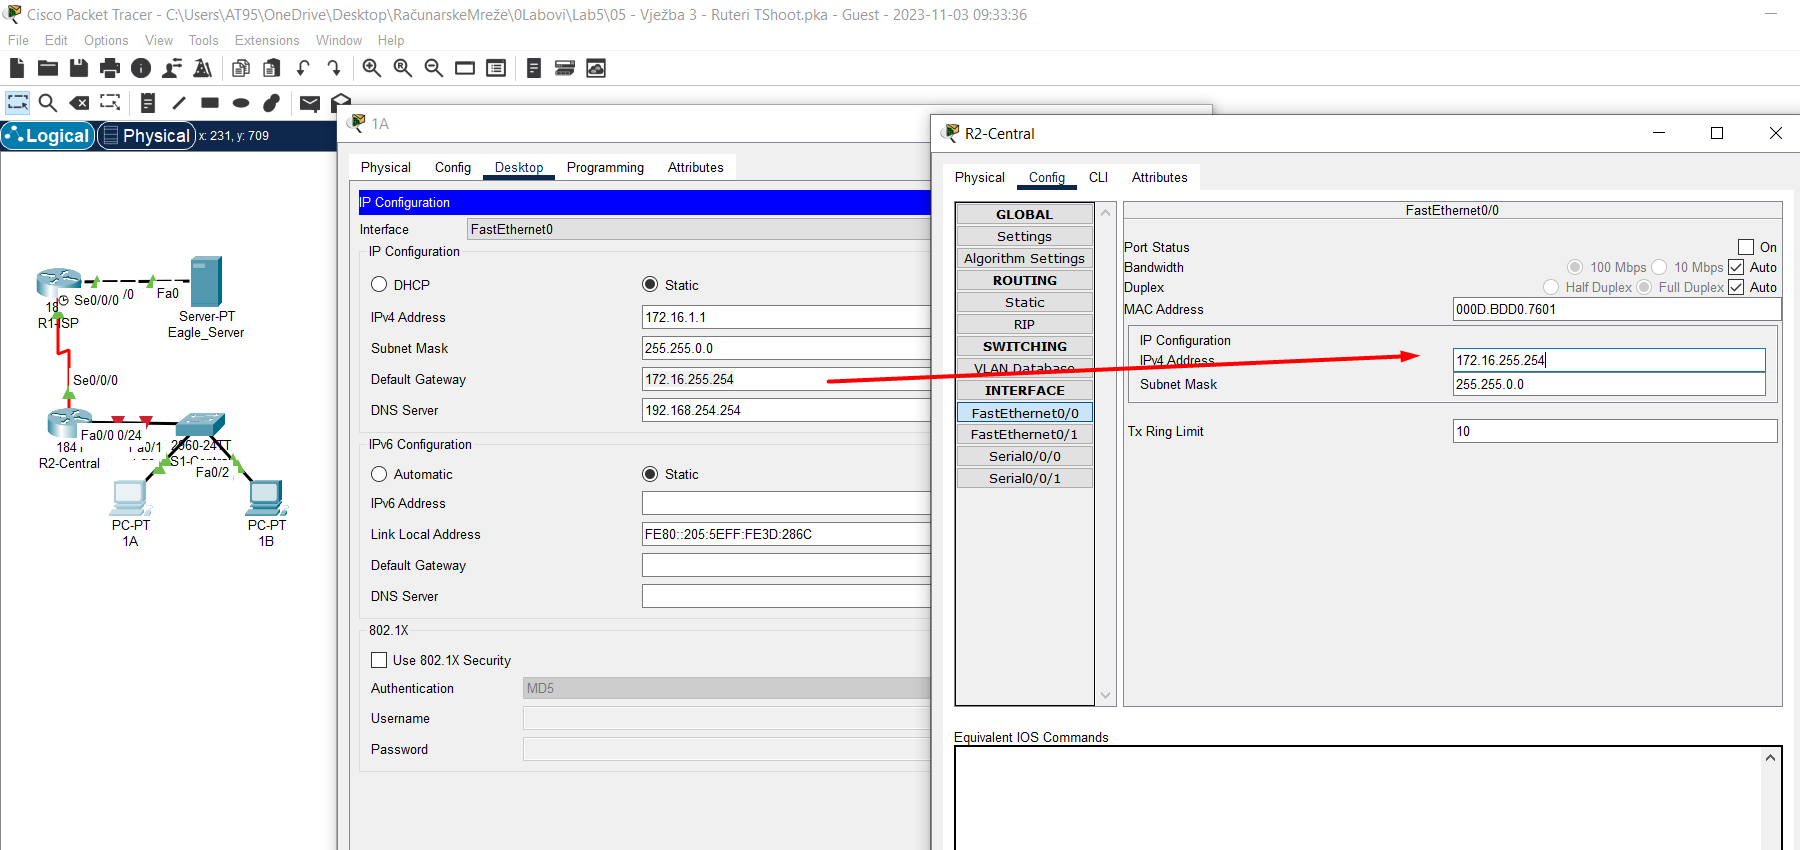 Cisco Packet Tracer - C:\Users\AT95\OneDrive\Desktop\RačunarskeMreže\0Labovi\Lab5\05 - Vježba 3 - Ruteri TShoot.pka - Guest - 2023-11-03 09:33:36
File Edit Options View Tools Extensions Window Help
Logical Physical x: 231, y: 709
Se0/0/0 /0 Fa0
18
R1-ISP
Server-PT
Eagle_Server
Se0/0/0
Fa0/0 0/24
184
R2-Central
Fa0/1
2960-24TT
Fa0/2
PC-PT
1A
PC-PT
1B
1A
Physical Config Desktop Programming Attributes
IP Configuration
Interface FastEthernet0
IP Configuration
DHCP Static
IPv4 Address 172.16.1.1
Subnet Mask 255.255.0.0
Default Gateway 172.16.255.254
DNS Server 192.168.254.254
IPv6 Configuration
Automatic Static
IPv6 Address
Link Local Address FE80::205:5EFF:FE3D:286C
Default Gateway
DNS Server
802.1X
Use 802.1X Security
Authentication MD5
Username
Password
R2-Central
Physical Config CLI Attributes
GLOBAL
Settings
Algorithm Settings
ROUTING
Static
RIP
SWITCHING
VLAN Database
INTERFACE
FastEthernet0/0
FastEthernet0/1
Serial0/0/0
Serial0/0/1
FastEthernet0/0
Port Status On
Bandwidth 100 Mbps 10 Mbps Auto
Duplex Half Duplex Full Duplex Auto
MAC Address 000D.BDD0.7601
IP Configuration
IPv4 Address 172.16.255.254
Subnet Mask 255.255.0.0
Tx Ring Limit 10
Equivalent IOS Commands